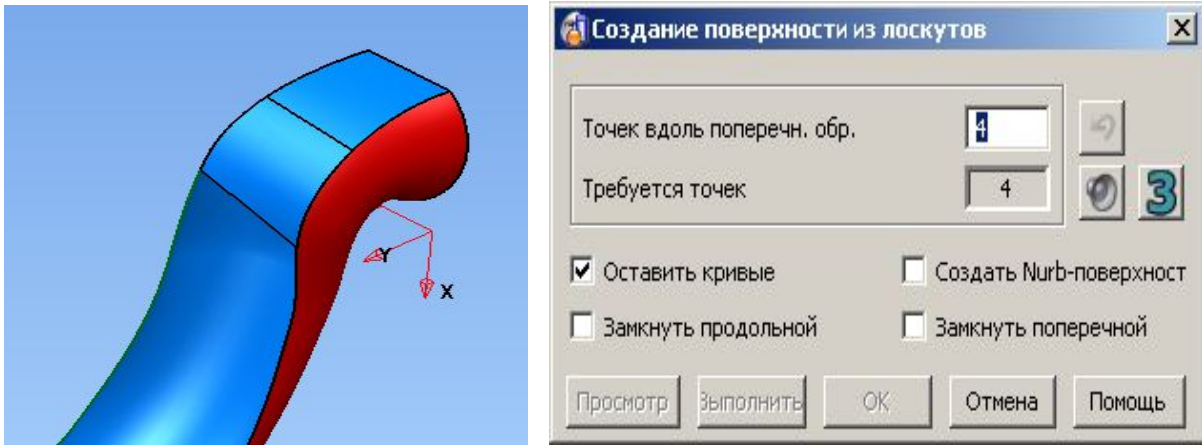 Y
X
Создание поверхности из лоскутов
Точек вдоль поперечн. обр. 4
Требуется точек 4
3
Оставить кривые Создать Nurb-поверхност
Замкнуть продольной Замкнуть поперечной
Просмотр Выполнить ОК Отмена Помощь